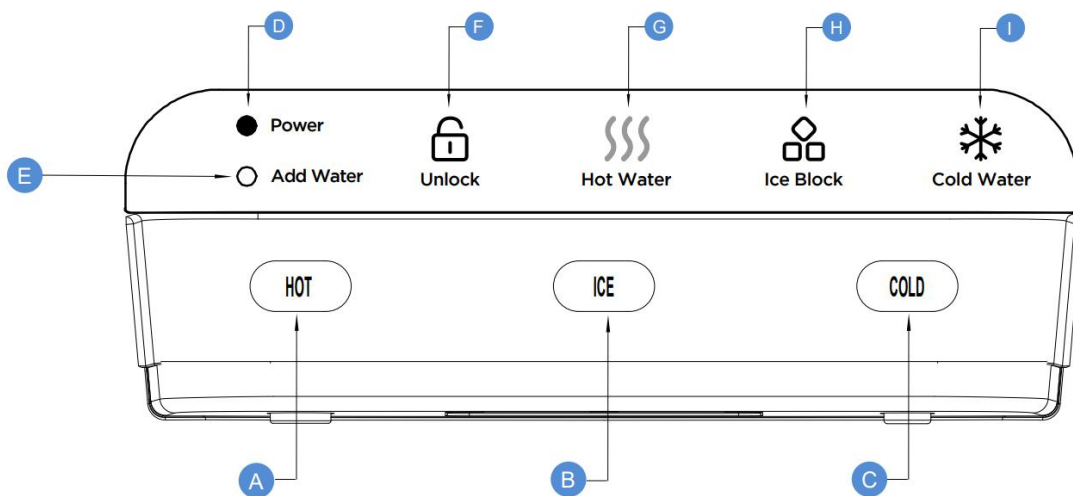 D F G H I
Power
E
Add Water
Unlock
Hot Water
Ice Block
Cold Water
HOT ICE COLD
A B C